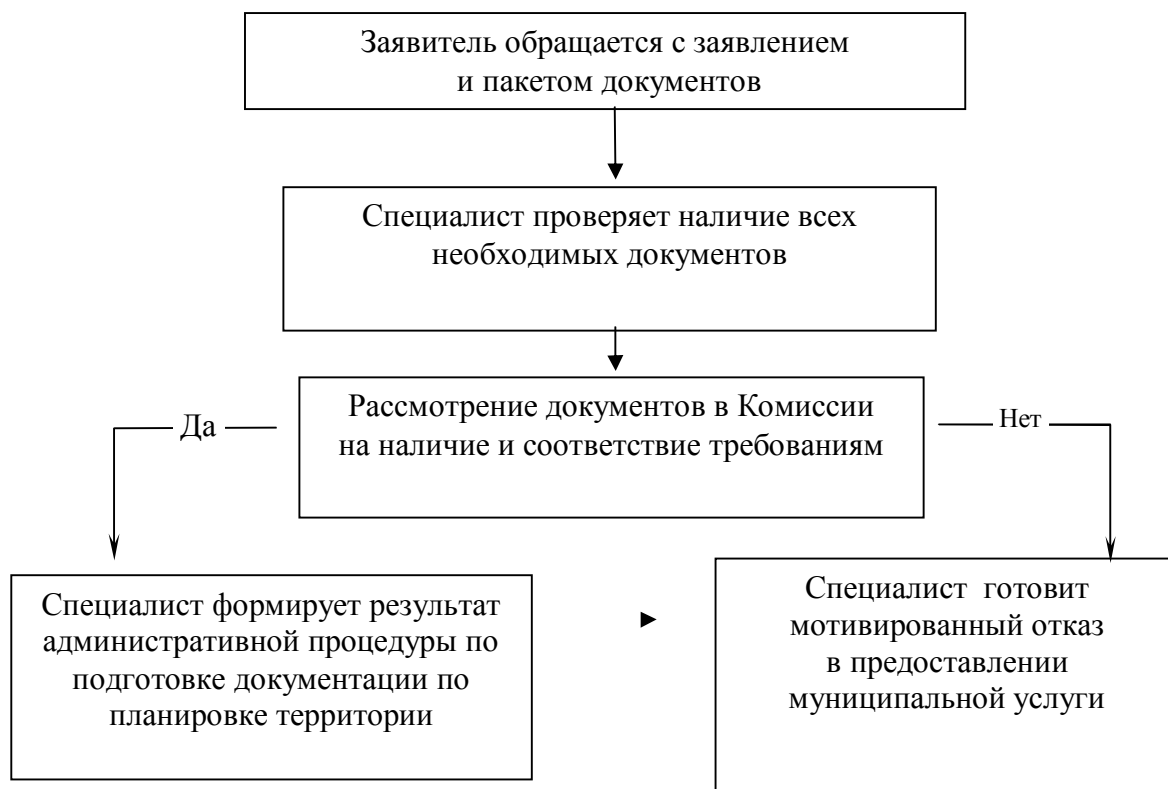 Заявитель обращается с заявлением
и пакетом документов
Специалист проверяет наличие всех
необходимых документов
Рассмотрение документов в Комиссии
на наличие и соответствие требованиям
Да
Нет
Специалист формирует результат
административной процедуры по
подготовке документации по
планировке территории
Специалист готовит
мотивированный отказ
в предоставлении
муниципальной услуги